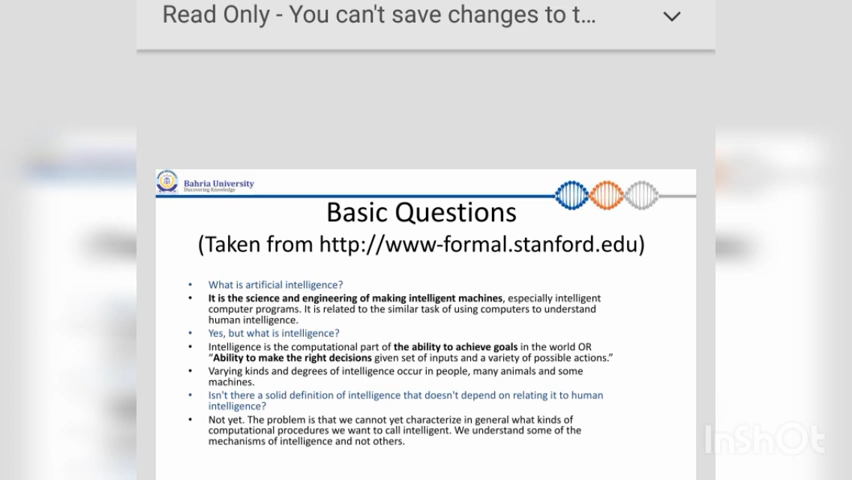 Read Only - You can't save changes to t...
Bahria University
Discovering Knowledge
Basic Questions
(Taken from http://www-formal.stanford.edu)
• What is artificial intelligence?
• It is the science and engineering of making intelligent machines, especially intelligent
computer programs. It is related to the similar task of using computers to understand
human intelligence.
• Yes, but what is intelligence?
• Intelligence is the computational part of the ability to achieve goals in the world OR
"Ability to make the right decisions given set of inputs and a variety of possible actions."
• Varying kinds and degrees of intelligence occur in people, many animals and some
machines.
• Isn't there a solid definition of intelligence that doesn't depend on relating it to human
intelligence?
• Not yet. The problem is that we cannot yet characterize in general what kinds of
computational procedures we want to call intelligent. We understand some of the
mechanisms of intelligence and not others.
InShOt